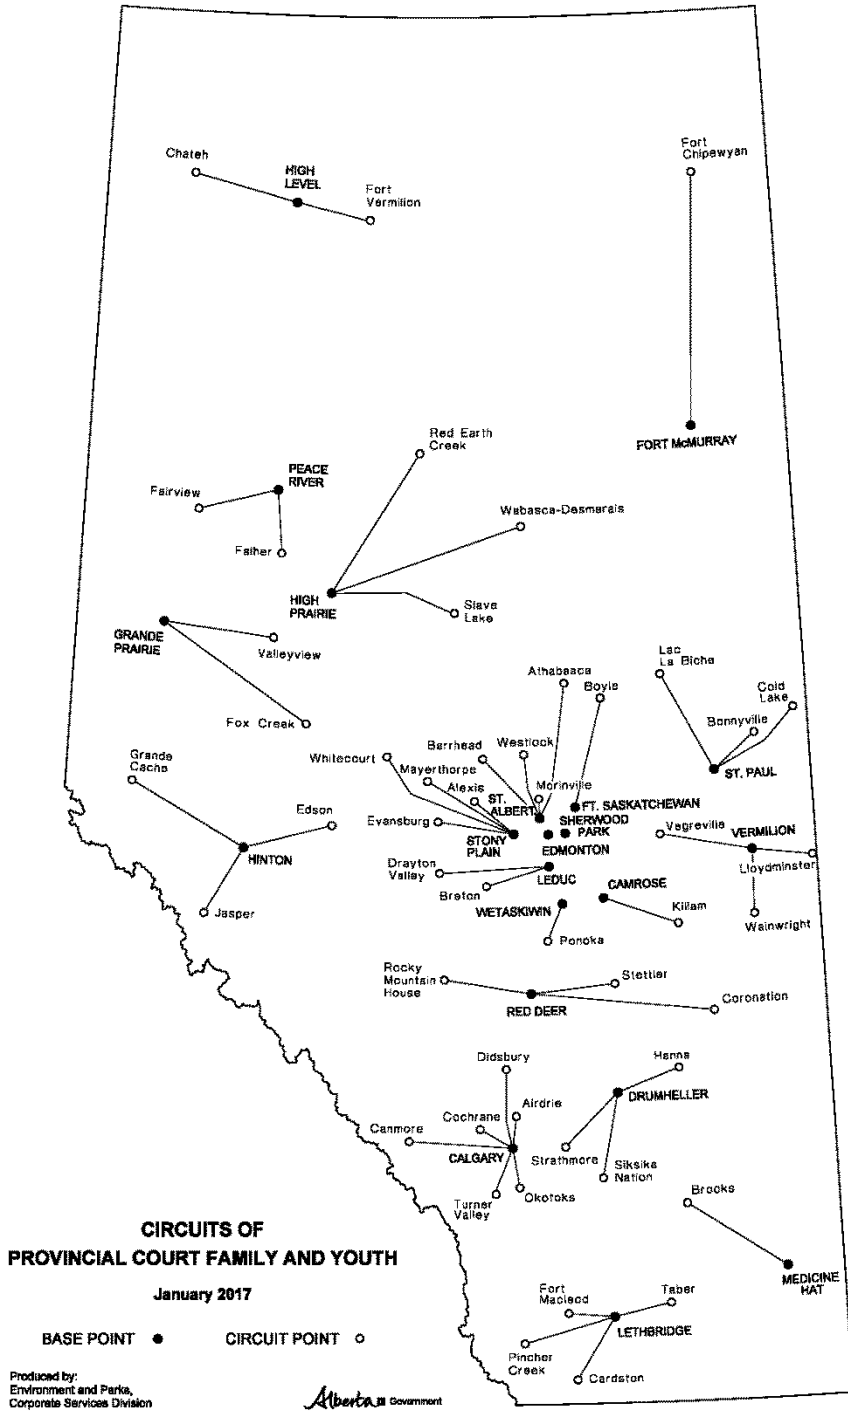 Chateh
HIGH
LEVEL
Fort
Vermilion
Fort
Chipewyan
FORT McMURRAY
Red Earth
Creek
PEACE
RIVER
Fairview
Falher
Wabasca-Desmarais
HIGH
PRAIRIE
Slave
Lake
GRANDE
PRAIRIE
Valleyview
Fox Creek
Athabasca
Boyle
Lac
La Biche
Cold
Lake
Bonnyville
ST. PAUL
Grande
Cache
Edson
HINTON
Jasper
Whitecourt
Barrhead
Westlock
Mayerthorpe
Alexis
Morinville
ST.
ALBERT
FT. SASKATCHEWAN
Evansburg
STONY
PLAIN
SHERWOOD
PARK
EDMONTON
Vegreville
VERMILION
Lloydminster
Wainwright
Drayton
Valley
Breton
LEDUC
CAMROSE
WETASKIWIN
Killam
Ponoka
Rocky
Mountain
House
Stettler
RED DEER
Coronation
Didsbury
Hanna
DRUMHELLER
Airdrie
Cochrane
Canmore
CALGARY
Strathmore
Siksika
Nation
Turner
Valley
Okotoks
Brooks
MEDICINE
HAT
Fort
Macleod
Taber
LETHBRIDGE
Pincher
Creek
Cardston
CIRCUITS OF
PROVINCIAL COURT FAMILY AND YOUTH
January 2017
BASE POINT
CIRCUIT POINT
Produced by:
Environment and Parks,
Corporate Services Division
Alberta Government